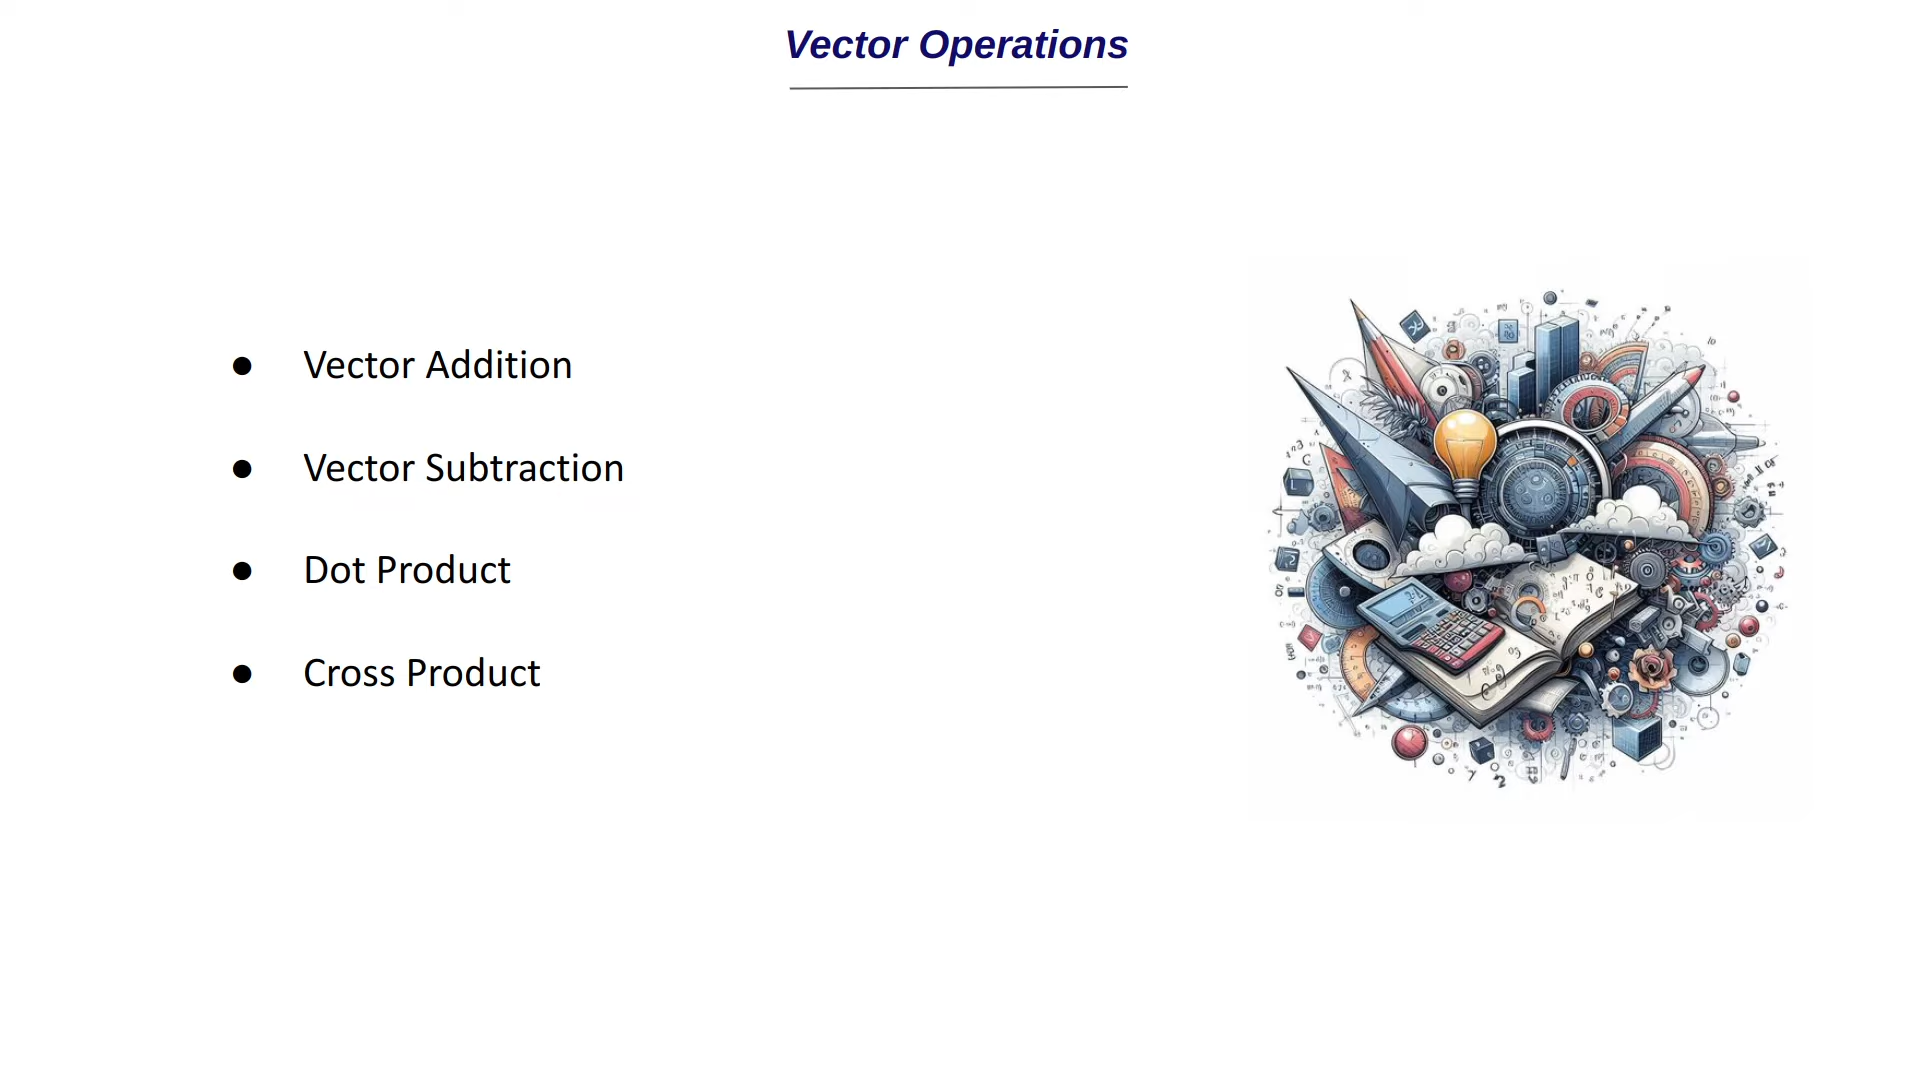 Vector Operations
● Vector Addition
● Vector Subtraction
● Dot Product
● Cross Product